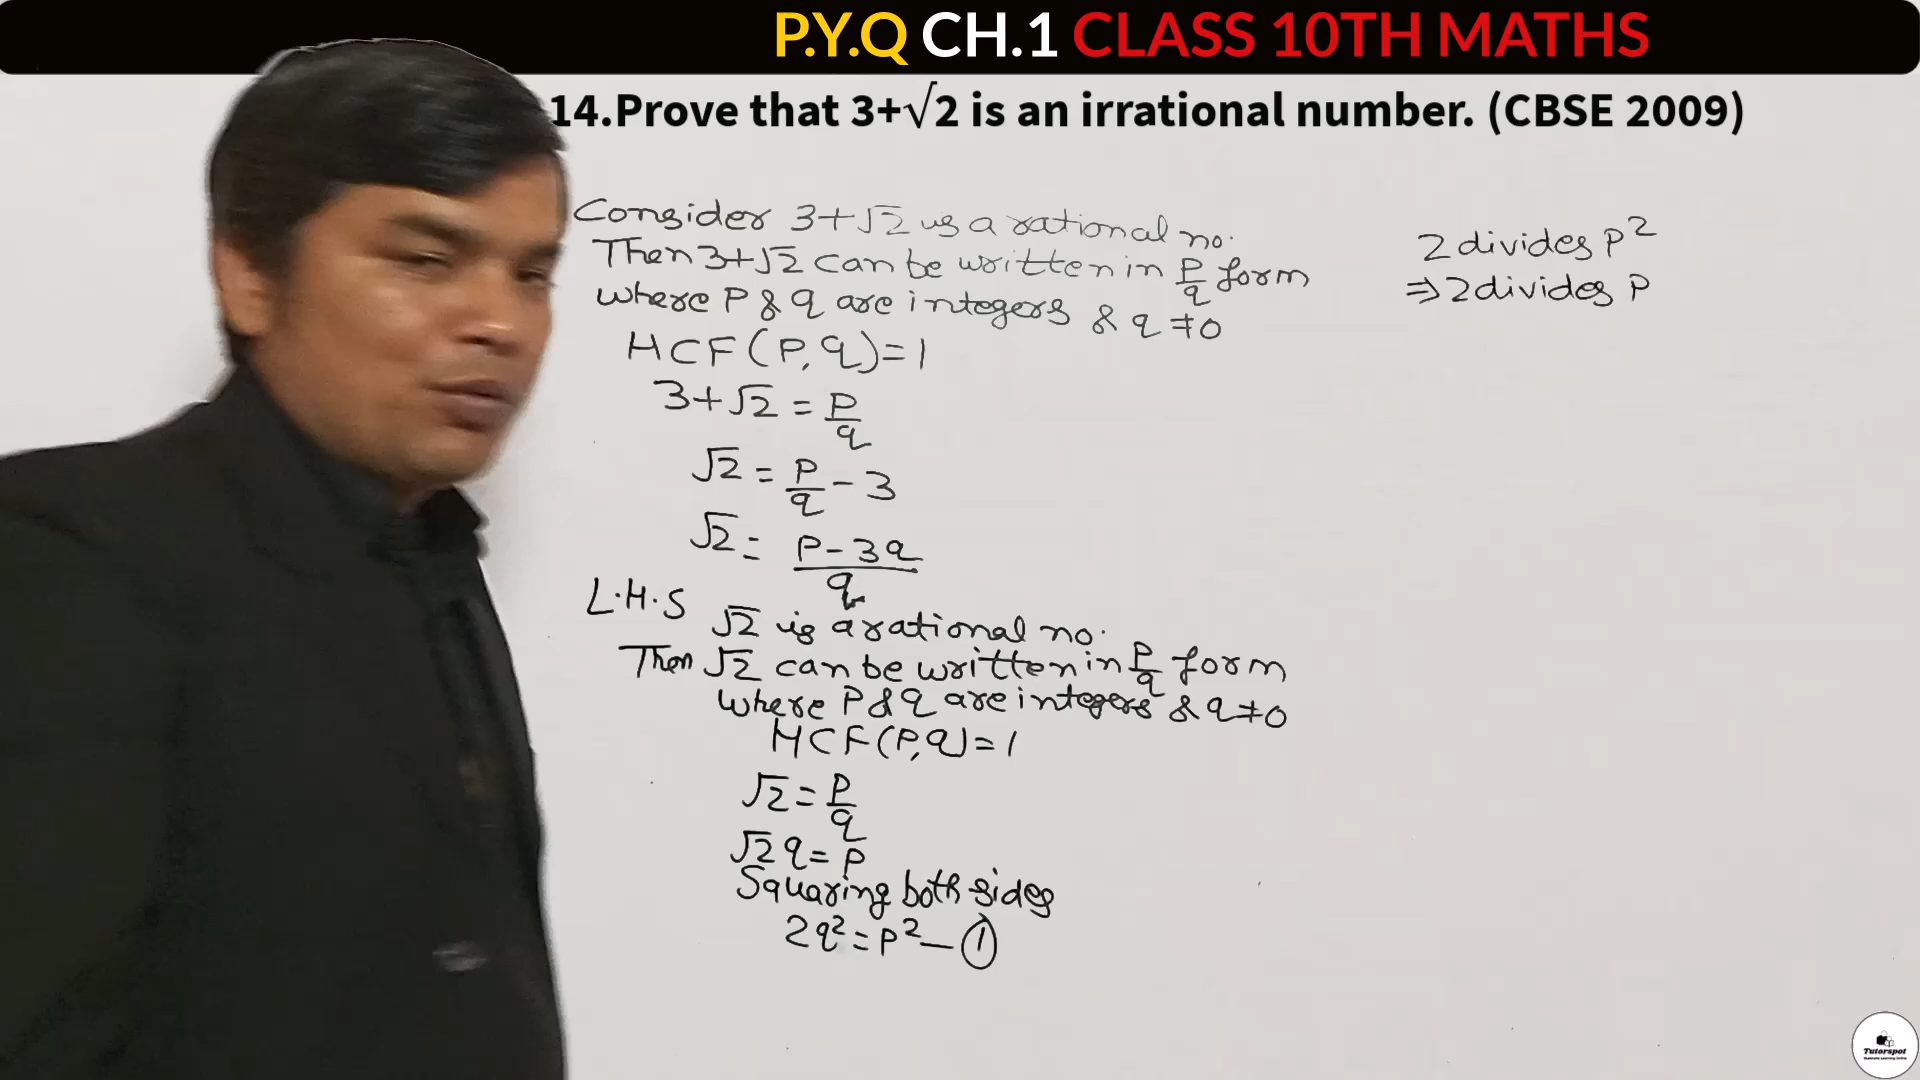 P.Y.Q CH.1 CLASS 10TH MATHS
14.Prove that 3+√2 is an irrational number. (CBSE 2009)
Consider 3+√2 is a rational no.
Then 3+√2 can be written in P/q form
where P & q are integers & q≠0
HCF(P,q)=1
3+√2 = P/q
√2 = P/q - 3
√2 = P-3q/q
L.H.S
√2 is a rational no.
Then √2 can be written in P/q form
where P & q are integers & q≠0
HCF(P,q)=1
√2 = P/q
√2 q = P
Squaring both sides
2q² = P² — ①
2 divides P²
⇒ 2 divides P
Tutorspot